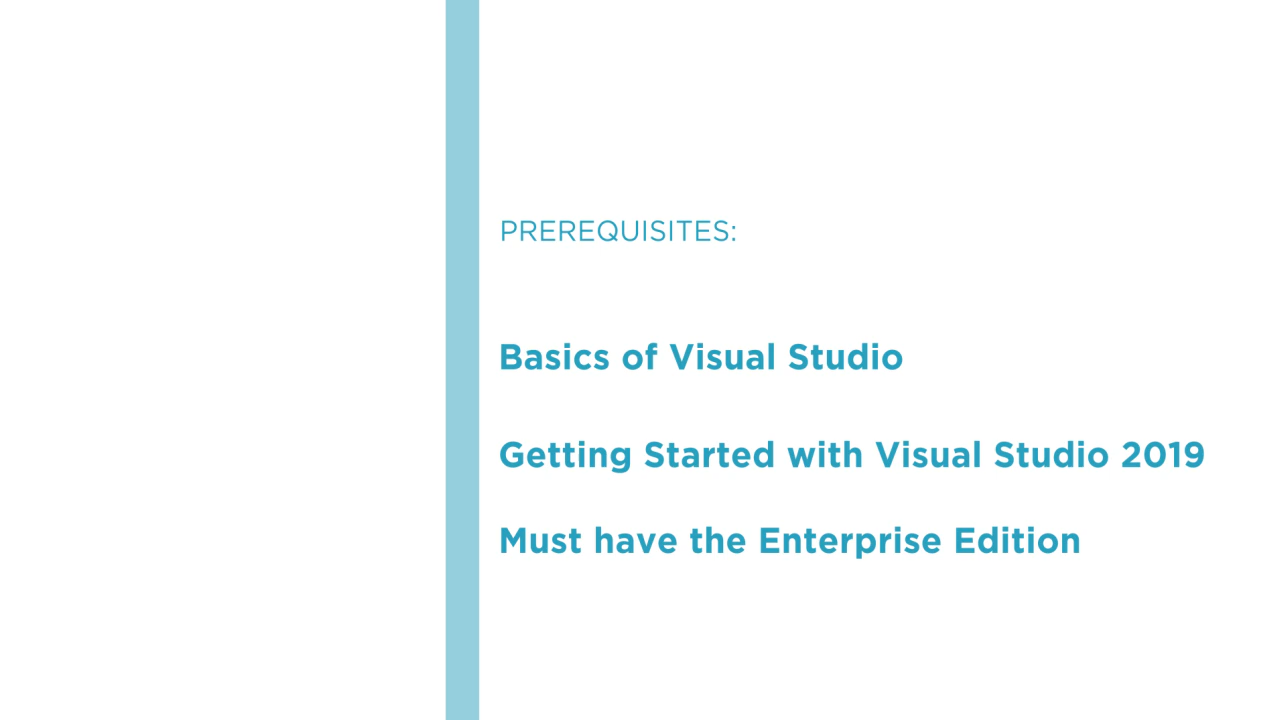 PREREQUISITES:
Basics of Visual Studio
Getting Started with Visual Studio 2019
Must have the Enterprise Edition